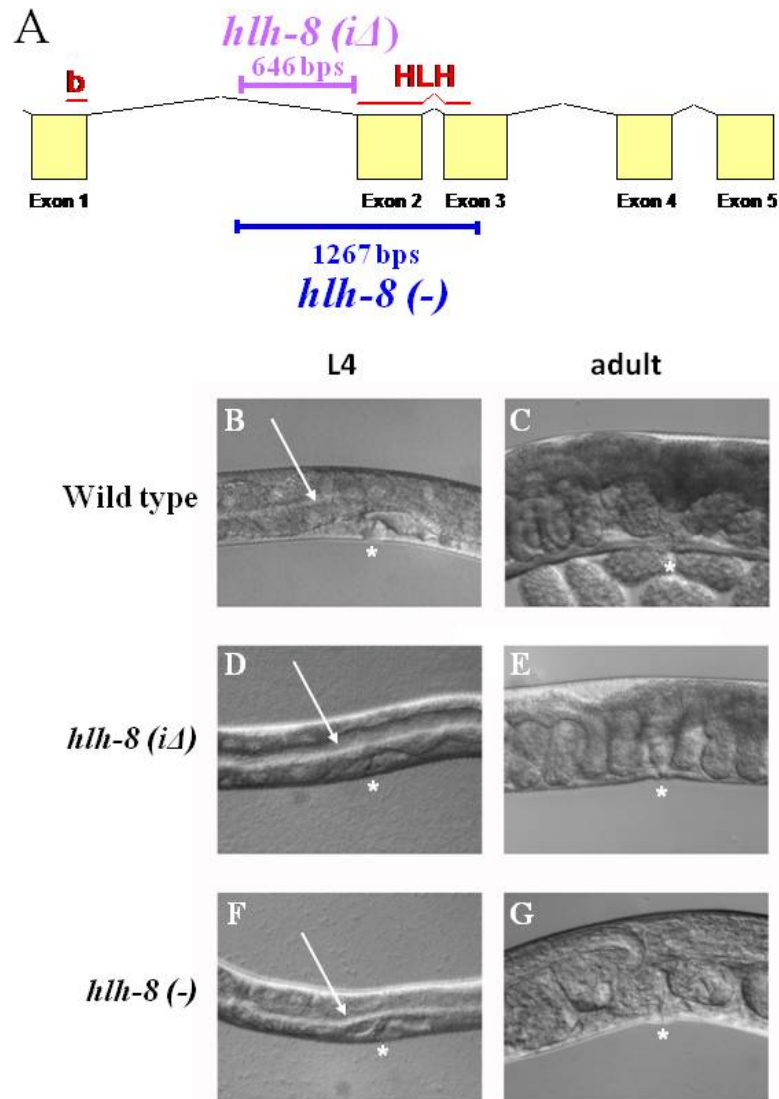 A
hlh-8 (iΔ)
646 bps
b
HLH
Exon 1
Exon 2
Exon 3
Exon 4
Exon 5
1267 bps
hlh-8 (-)
L4
adult
Wild type
B
*
C
*
hlh-8 (iΔ)
D
*
E
*
hlh-8 (-)
F
*
G
*